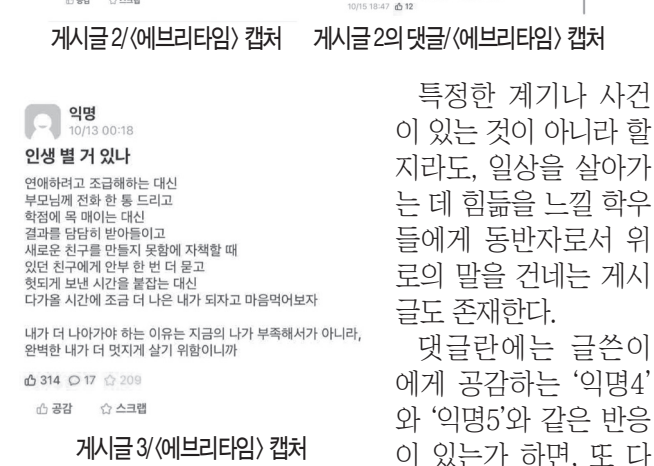 공감 스크랩
10/15 18:47 12
게시글 2/〈에브리타임〉 캡처
게시글 2의 댓글/〈에브리타임〉 캡처
익명
10/13 00:18
인생 별 거 있나
연애하려고 조급해하는 대신
부모님께 전화 한 통 드리고
학점에 목 매이는 대신
결과를 담담히 받아들이고
새로운 친구를 만들지 못함에 자책할 때
있던 친구에게 안부 한 번 더 묻고
헛되게 보낸 시간을 붙잡는 대신
다가올 시간에 조금 더 나은 내가 되자고 마음먹어보자
내가 더 나아가야 하는 이유는 지금의 나가 부족해서가 아니라,
완벽한 내가 더 멋지게 살기 위함이니까
314 17 209
공감 스크랩
게시글 3/〈에브리타임〉 캡처
특정한 계기나 사건
이 있는 것이 아니라 할
지라도, 일상을 살아가
는 데 힘듦을 느낄 학우
들에게 동반자로서 위
로의 말을 건네는 게시
글도 존재한다.
댓글란에는 글쓴이
에게 공감하는 ‘익명4’
와 ‘익명5’와 같은 반응
이 있는가 하면, 또 다